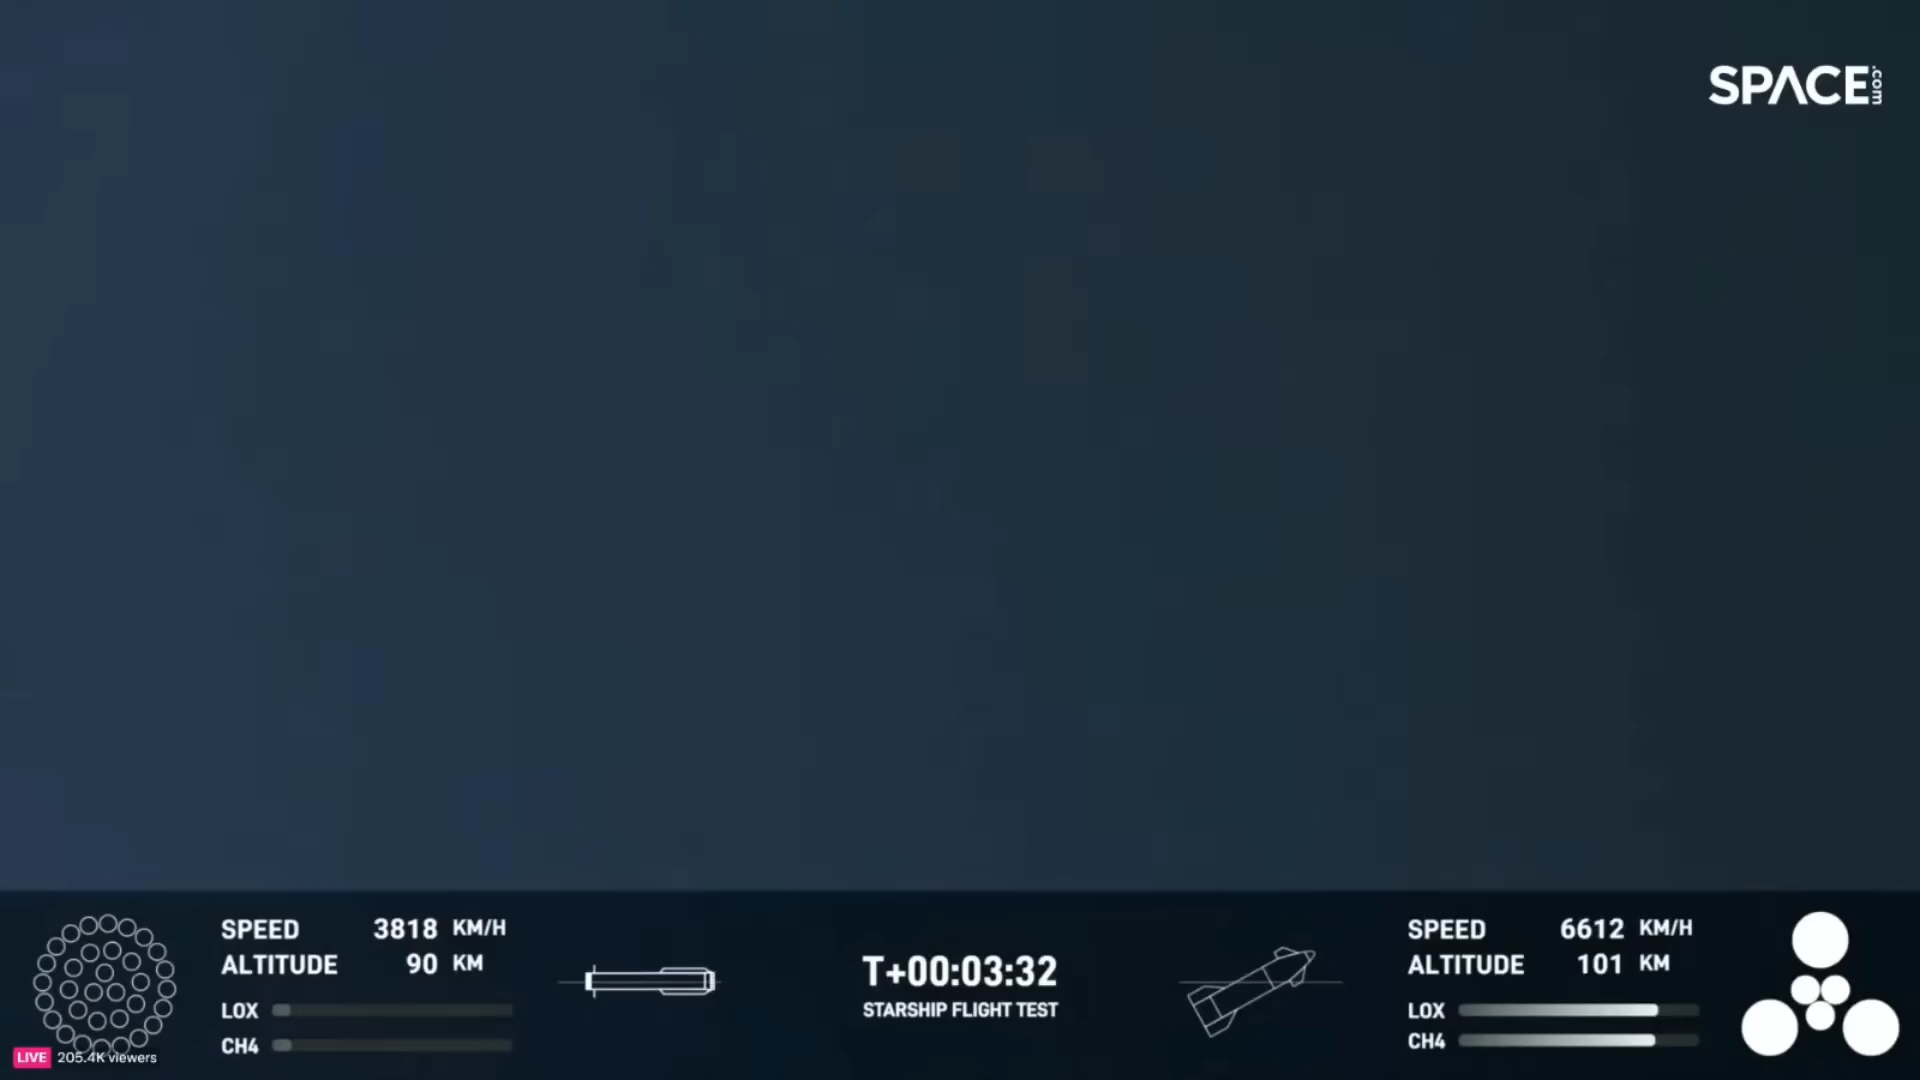 SPACE.com
SPEED 3818 KM/H
ALTITUDE 90 KM
LOX
CH4
LIVE 205.4K viewers
T+00:03:32
STARSHIP FLIGHT TEST
SPEED 6612 KM/H
ALTITUDE 101 KM
LOX
CH4